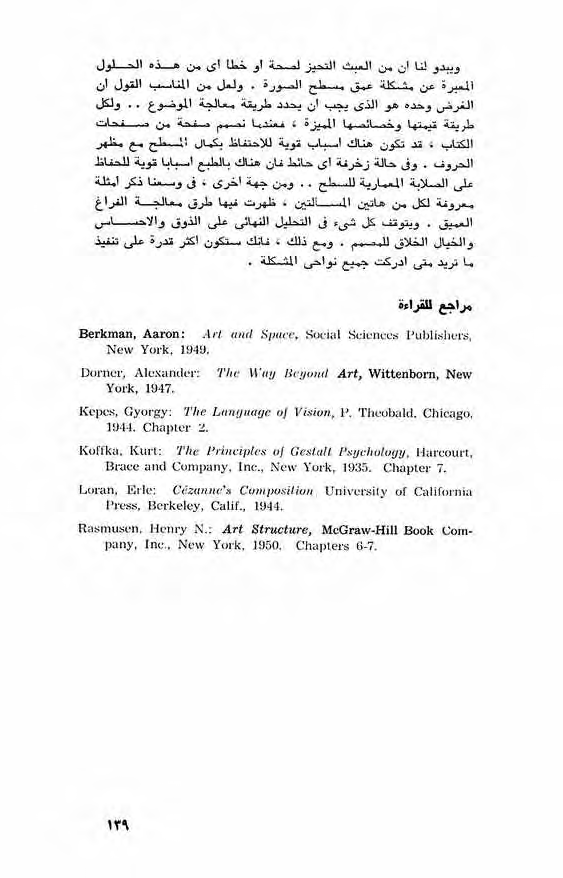 ويبدو لنا ان من العبث التحيز لصحة او خطا اي من هذه الحلول
المعبرة عن مشكلة عمق سطح الصورة . ولعل من المناسب القول ان
الغرض وحده هو الذى يجب ان يحدد طريقة معالجة الموضوع . . ولكل
طريقة قيمتها وخصائصها المميزة ، فعندما نصمم صفحة من صفحات
الكتاب ، قد تكون هناك اسباب قوية للاحتفاظ بكمال السطح مع مظهر
الحروف . وفى حالة زخرفة اى حائط فان هناك بالطبع اسبابا قوية للحفاظ
على الصلابة المعمارية للسطح . . ومن جهة اخرى ، فى وسعنا ذكر امثلة
معروفة لكل من هاتين المسألتين ، طرحت فيها طرق معالجة الفراغ
العميق . ويتوقف كل شىء فى التحليل النهائى على الذوق والاحساس
والخيال الخلاق للمصمم . ومع ذلك ، فانك ستكون اكثر قدرة على تنفيذ
ما تريد متى ادركت جميع نواحى المشكلة .
مراجع للقراءة
Berkman, Aaron: Art and Space, Social Sciences Publishers,
New York, 1949.
Dorner, Alexander: The Way Beyond Art, Wittenborn, New
York, 1947.
Kepes, Gyorgy: The Language of Vision, P. Theobald. Chicago,
1944. Chapter 2.
Koffka, Kurt: The Principles of Gestalt Psychology, Harcourt,
Brace and Company, Inc., New York, 1935. Chapter 7.
Loran, Erle: Cézanne's Composition University of California
Press, Berkeley, Calif., 1944.
Rasmusen, Henry N.: Art Structure, McGraw-Hill Book Com-
pany, Inc., New York, 1950. Chapters 6-7.
١٣٩